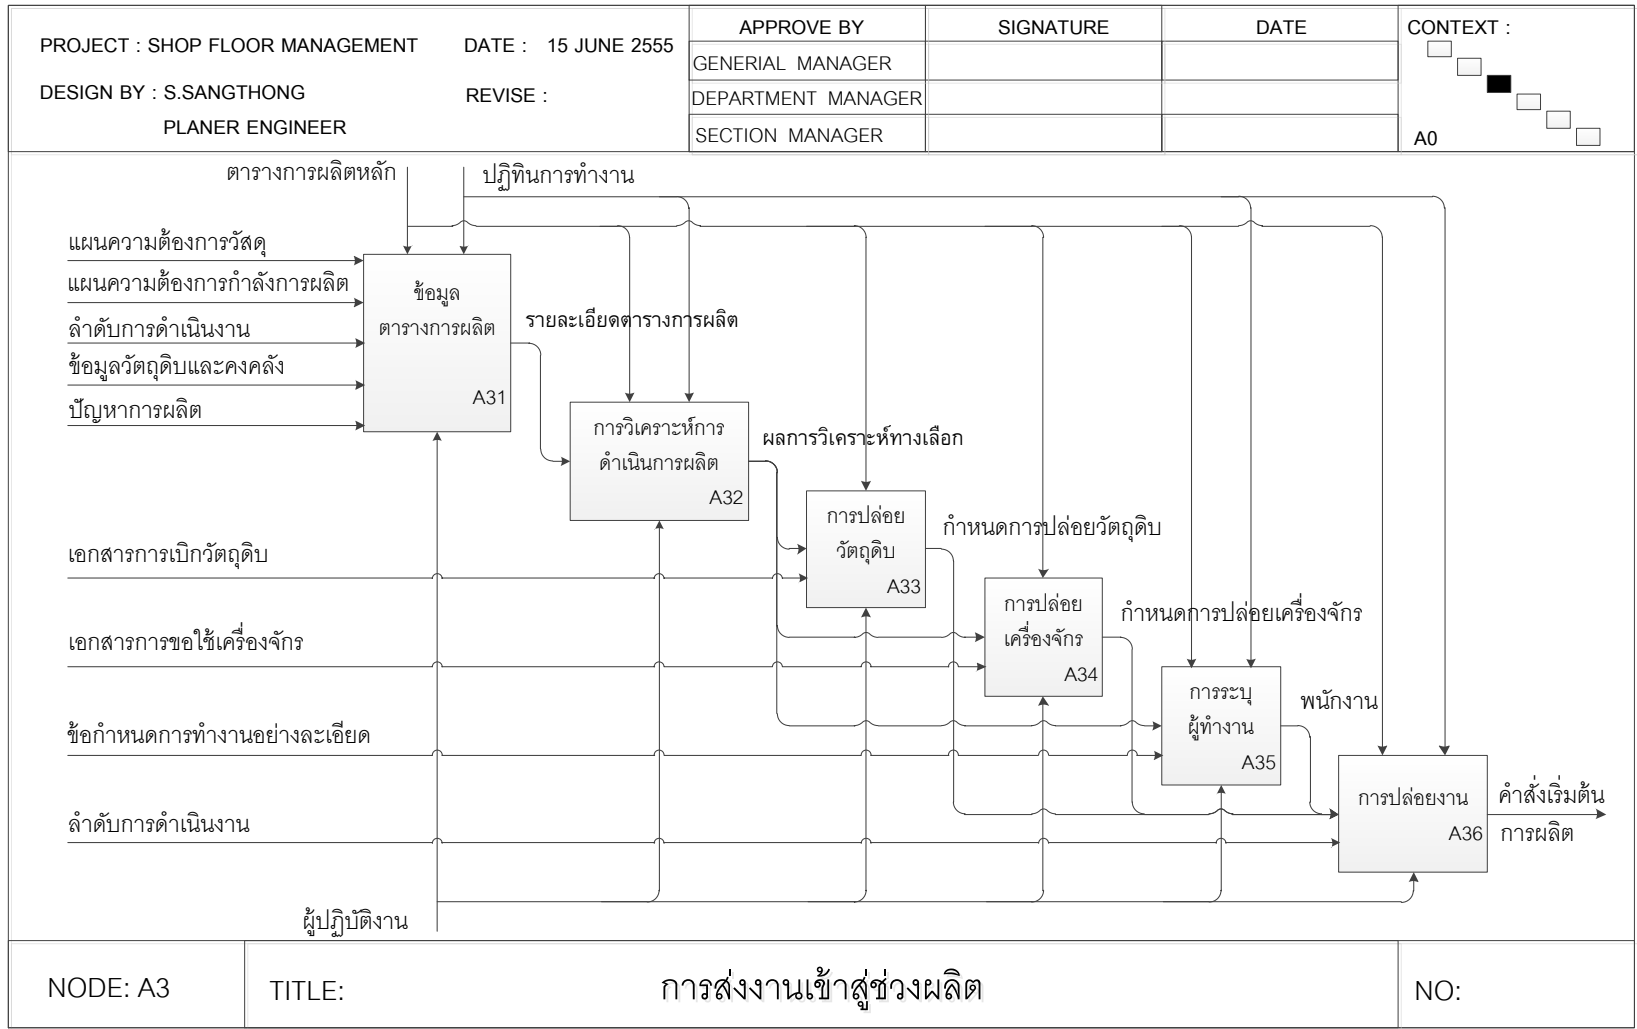 PROJECT : SHOP FLOOR MANAGEMENT
DATE : 15 JUNE 2555
DESIGN BY : S.SANGTHONG
REVISE :
PLANER ENGINEER
APPROVE BY
SIGNATURE
DATE
GENERIAL MANAGER
DEPARTMENT MANAGER
SECTION MANAGER
CONTEXT :
A0
ตารางการผลิตหลัก
ปฏิทินการทำงาน
แผนความต้องการวัสดุ
แผนความต้องการกำลังการผลิต
ลำดับการดำเนินงาน
ข้อมูลวัตถุดิบและคงคลัง
ปัญหาการผลิต
ข้อมูล
ตารางการผลิต
A31
รายละเอียดตารางการผลิต
การวิเคราะห์การ
ดำเนินการผลิต
A32
ผลการวิเคราะห์ทางเลือก
การปล่อย
วัตถุดิบ
A33
กำหนดการปล่อยวัตถุดิบ
เอกสารการเบิกวัตถุดิบ
การปล่อย
เครื่องจักร
A34
กำหนดการปล่อยเครื่องจักร
เอกสารการขอใช้เครื่องจักร
การระบุ
ผู้ทำงาน
A35
พนักงาน
ข้อกำหนดการทำงานอย่างละเอียด
การปล่อยงาน
A36
คำสั่งเริ่มต้น
การผลิต
ลำดับการดำเนินงาน
ผู้ปฏิบัติงาน
NODE: A3
TITLE:
การส่งงานเข้าสู่ช่วงผลิต
NO: